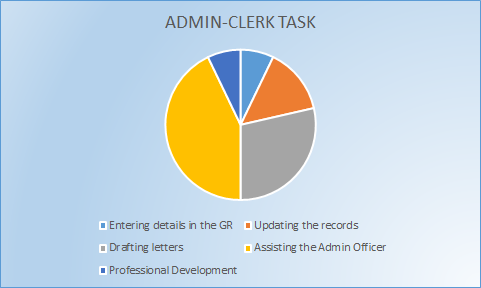 ADMIN-CLERK TASK
Entering details in the GR
Updating the records
Drafting letters
Assisting the Admin Officer
Professional Development